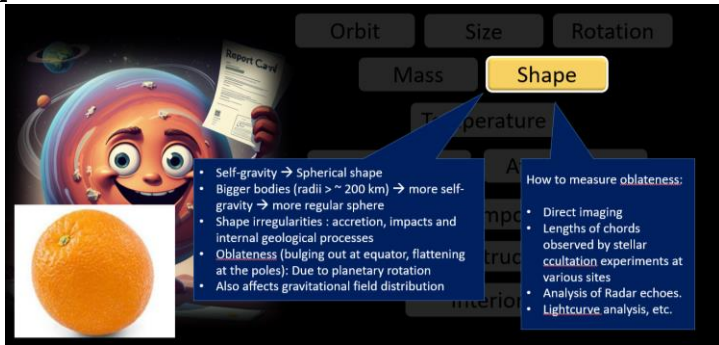 Orbit
Size
Rotation
Report Card
Mass
Shape
Temperature
• Self-gravity → Spherical shape
• Bigger bodies (radii > ~ 200 km) → more self-
gravity → more regular sphere
• Shape irregularities : accretion, impacts and
internal geological processes
• Oblateness (bulging out at equator, flattening
at the poles): Due to planetary rotation
• Also affects gravitational field distribution
How to measure oblateness:
• Direct imaging
• Lengths of chords
observed by stellar
ccultation experiments at
various sites
• Analysis of Radar echoes.
• Lightcurve analysis, etc.